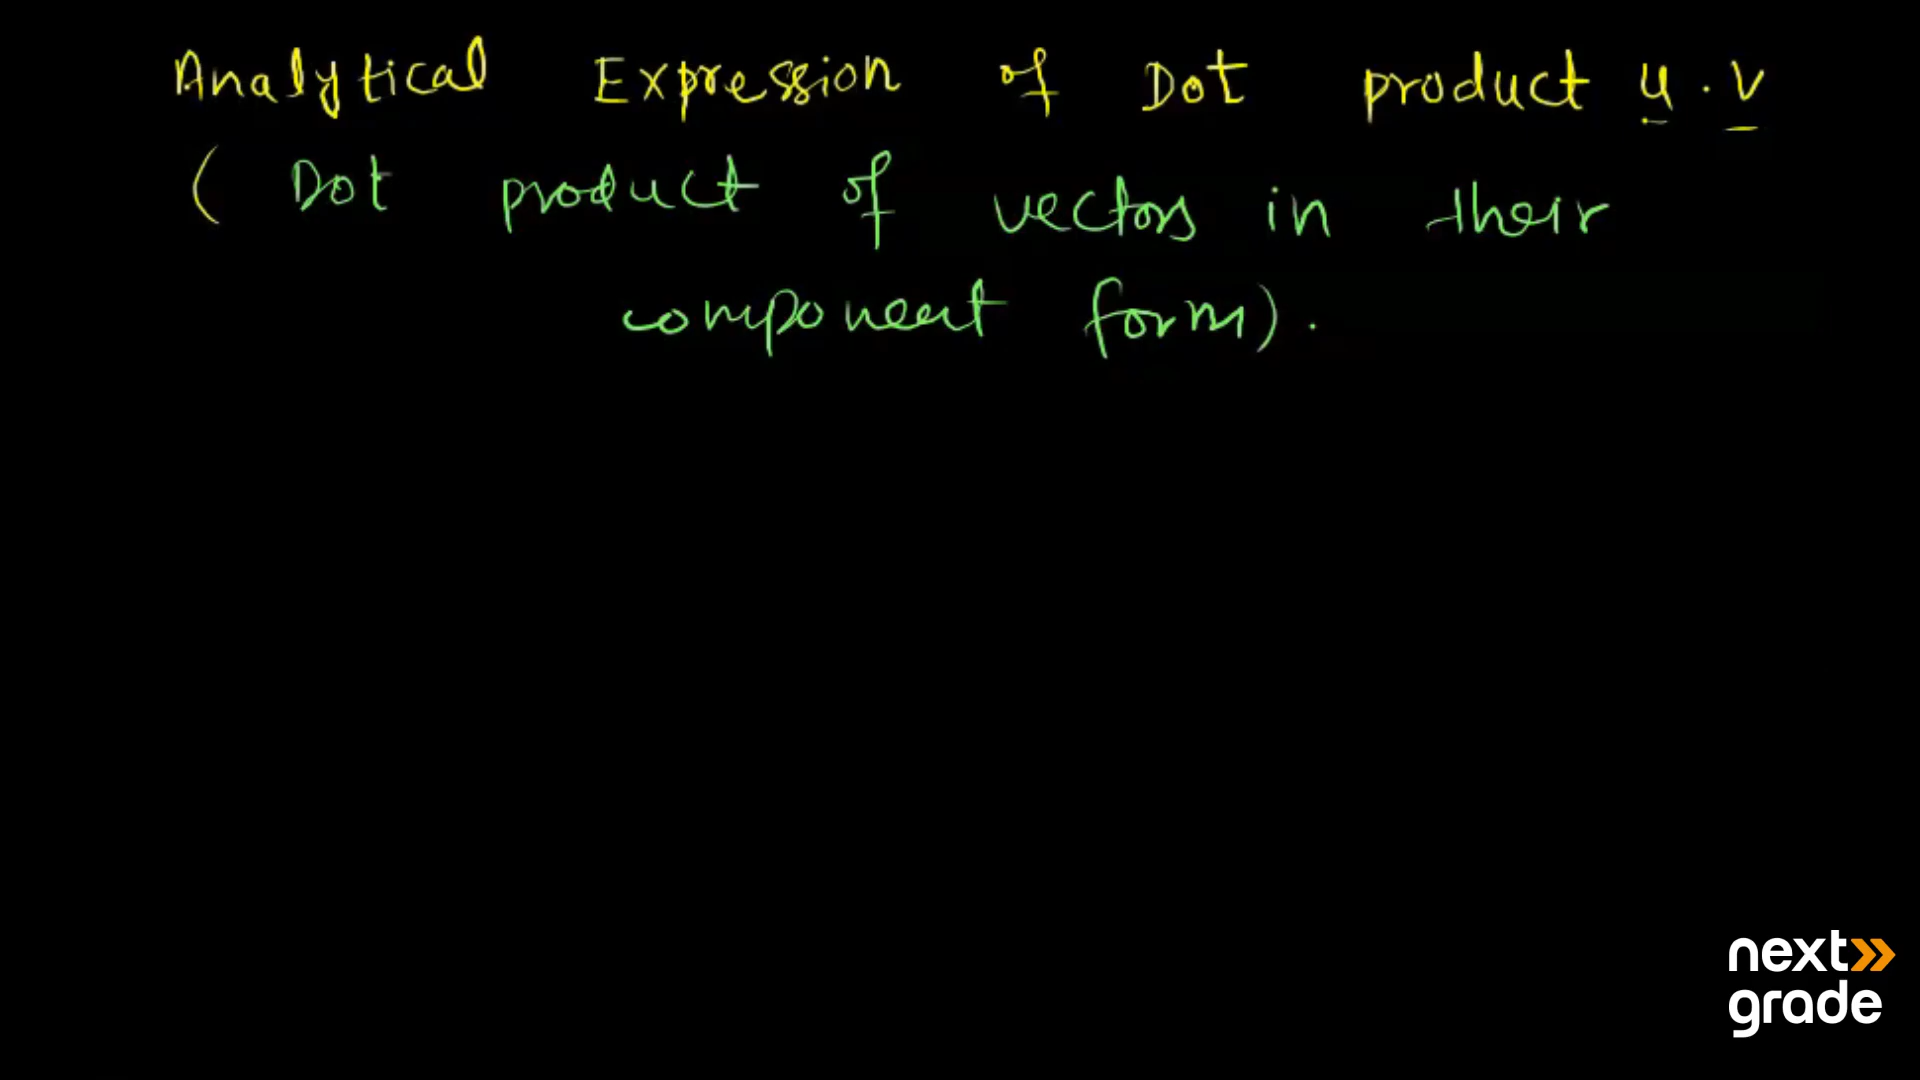 Analytical Expression of Dot product u . v
( Dot product of vectors in their
component form).
next
grade